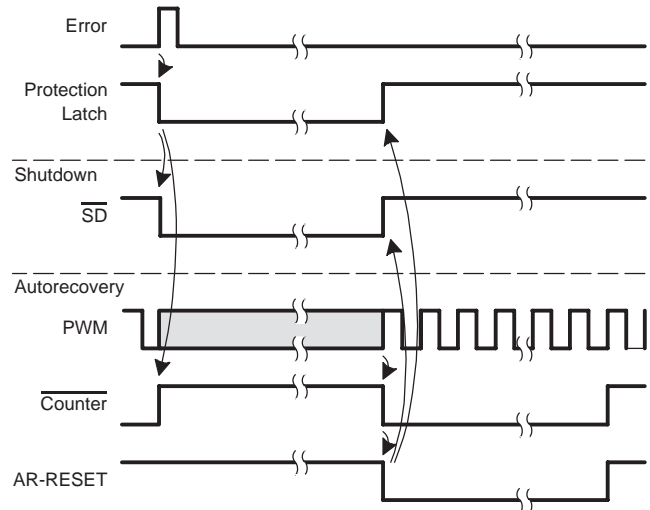 Error
Protection
Latch
Shutdown
SD
Autorecovery
PWM
Counter
AR-RESET